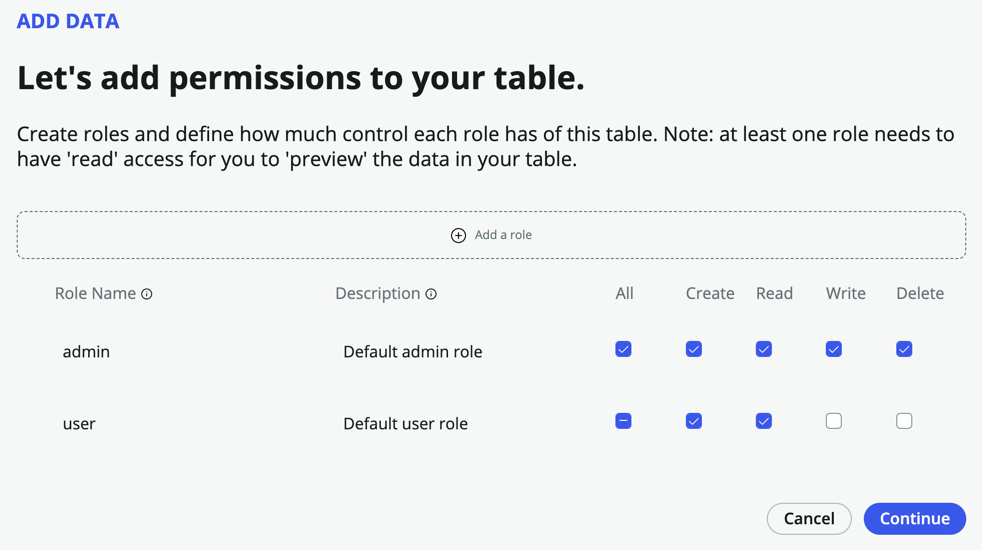 ADD DATA
Let's add permissions to your table.
Create roles and define how much control each role has of this table. Note: at least one role needs to
have 'read' access for you to 'preview' the data in your table.
Add a role
Role Name Description All Create Read Write Delete
admin Default admin role
user Default user role
Cancel Continue